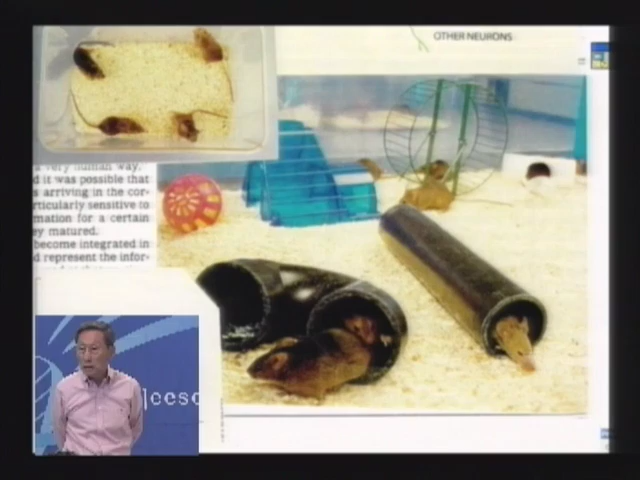 OTHER NEURONS
a very human way.
d it was possible that
s arriving in the cor-
rticularly sensitive to
mation for a certain
ey matured.
become integrated in
d represent the infor-
jeeso